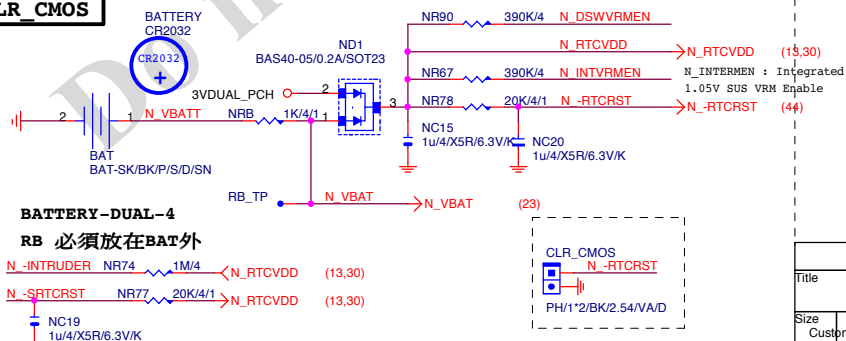 LR_CMOS
BATTERY
CR2032
CR2032
+
ND1
BAS40-05/0.2A/SOT23
NR90 390K/4 N_DSWVRMEN
N_RTCVDD N_RTCVDD (13,30)
3VDUAL_PCH 2
NR67 390K/4 N_INTVRMEN
N_INTERMEN : Integrated
1.05V SUS VRM Enable
2 1 N_VBATT NRB 1K/4/1 1 3
NR78 20K/4/1 N_-RTCRST N_-RTCRST (44)
NC15
1u/4/X5R/6.3V/K
NC20
1u/4/X5R/6.3V/K
BAT
BAT-SK/BK/P/S/D/SN
RB_TP N_VBAT N_VBAT (23)
BATTERY-DUAL-4
RB 必須放在BAT外
N_-INTRUDER NR74 1M/4 N_RTCVDD (13,30)
N_-SRTCRST NR77 20K/4/1 N_RTCVDD (13,30)
NC19
1u/4/X5R/6.3V/K
CLR_CMOS
N_-RTCRST
PH/1*2/BK/2.54/VA/D
Title
Size
Custom